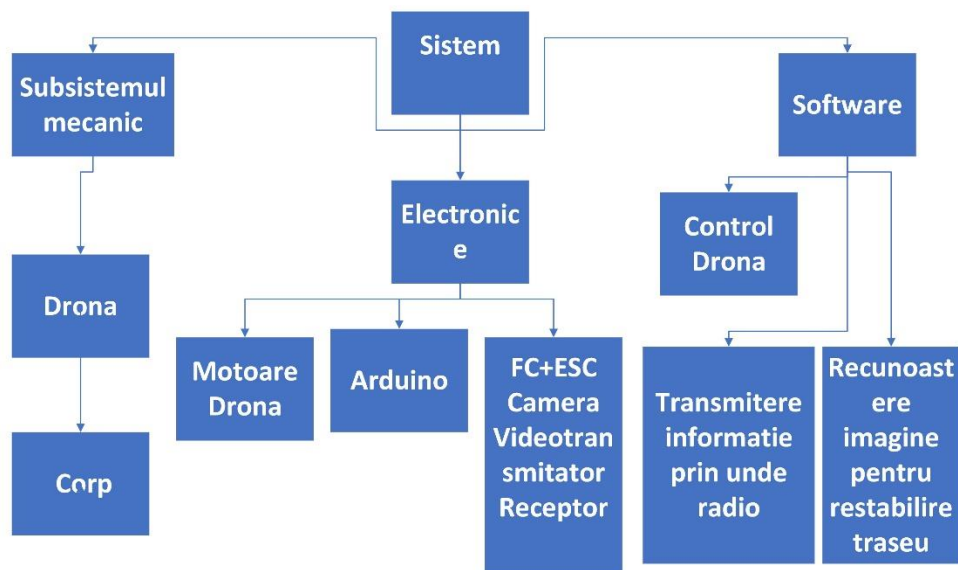 Sistem
Subsistemul
mecanic
Software
Electronic
e
Control
Drona
Drona
Motoare
Drona
Arduino
FC+ESC
Camera
Videotran
smitator
Receptor
Transmitere
informatie
prin unde
radio
Recunoast
ere
imagine
pentru
restabilire
traseu
Corp